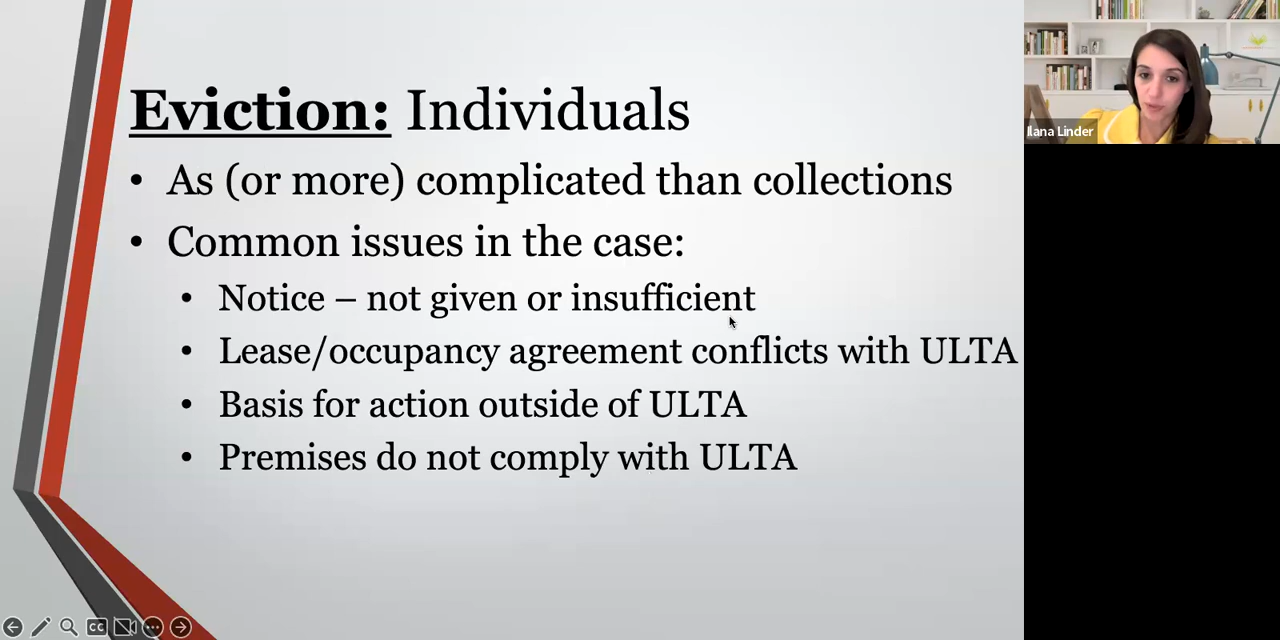 Eviction: Individuals
• As (or more) complicated than collections
• Common issues in the case:
• Notice – not given or insufficient
• Lease/occupancy agreement conflicts with ULTA
• Basis for action outside of ULTA
• Premises do not comply with ULTA
Ilana Linder
CC